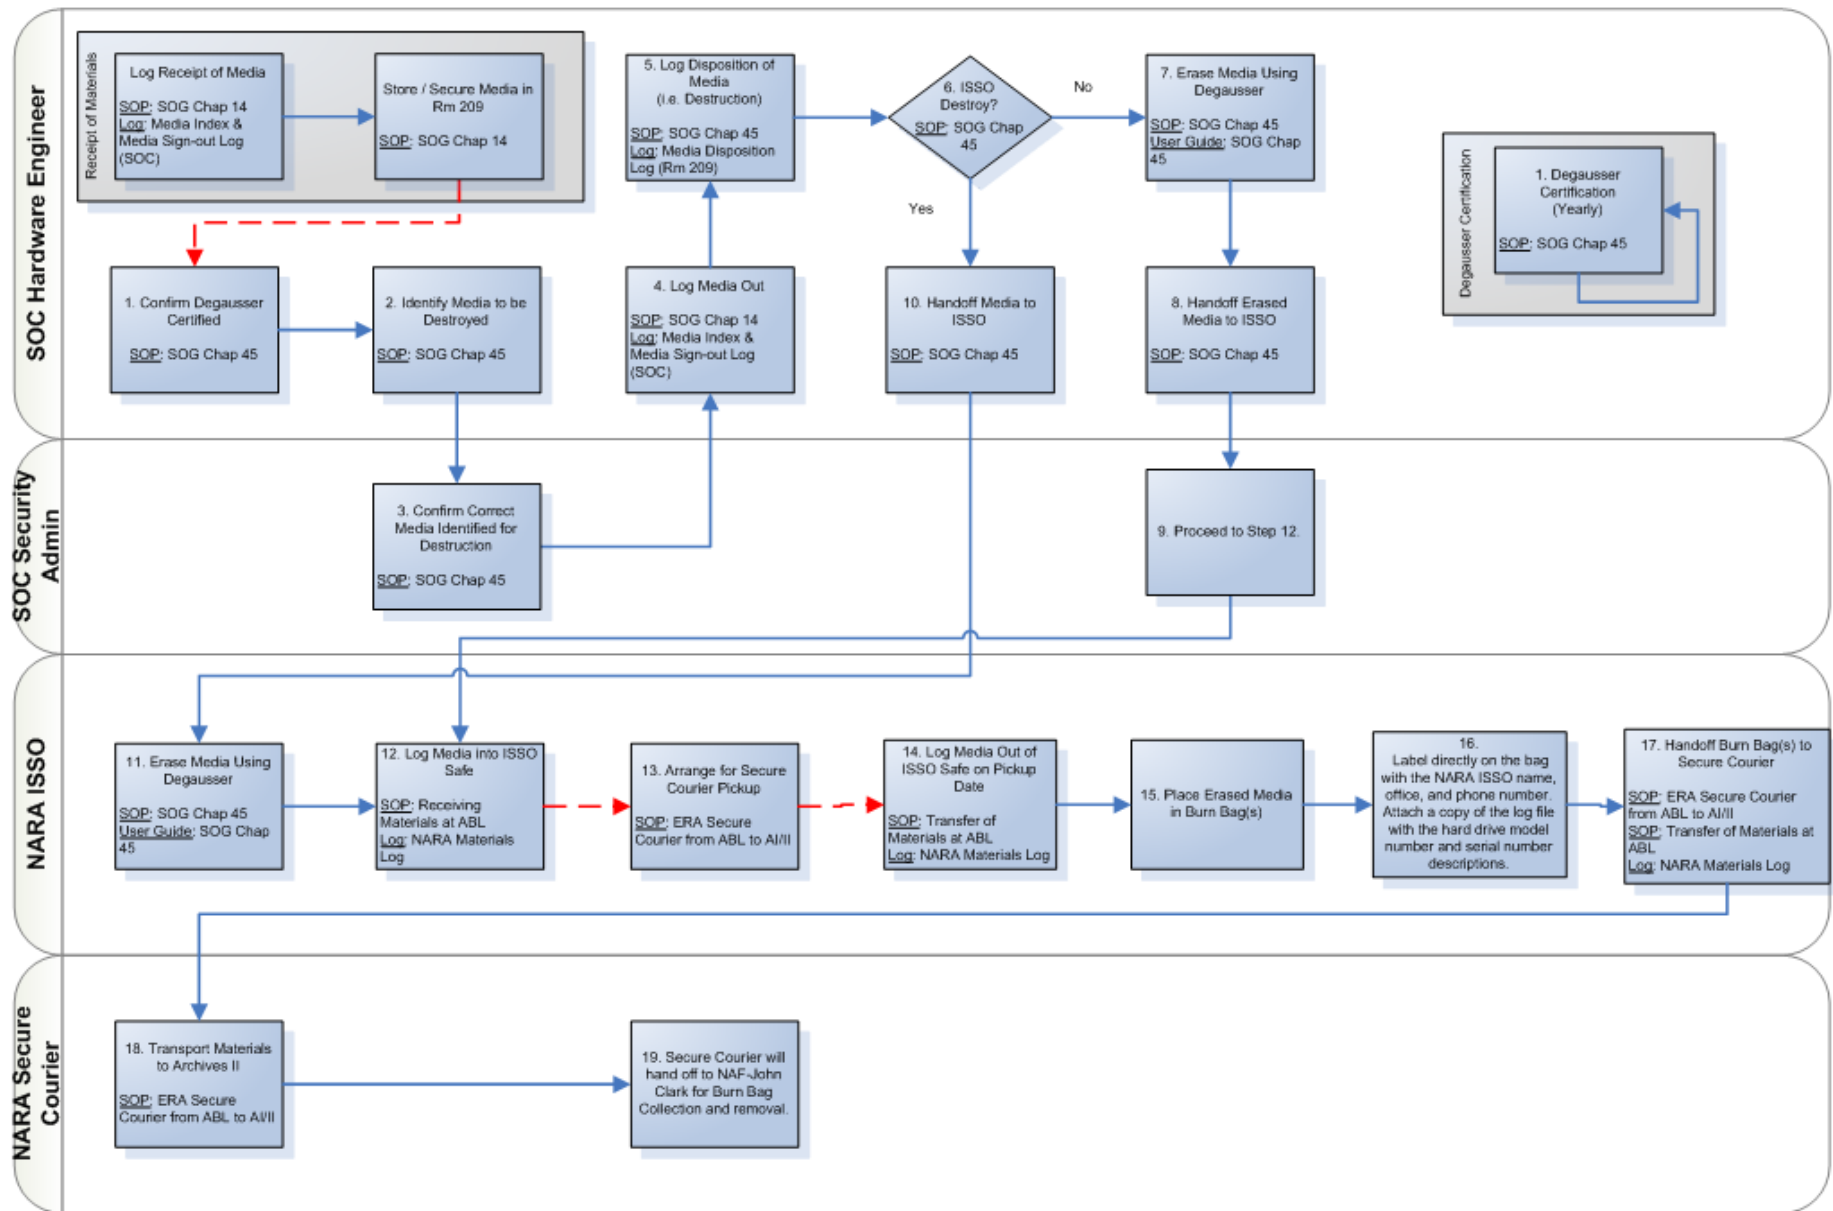 SOC Hardware Engineer
Receipt of Materials
Log Receipt of Media
SOP: SOG Chap 14
Log: Media Index &
Media Sign-out Log
(SOC)
Store / Secure Media in
Rm 209
SOP: SOG Chap 14
5. Log Disposition of
Media
(i.e. Destruction)
SOP: SOG Chap 45
Log: Media Disposition
Log (Rm 209)
6. ISSO
Destroy?
SOP: SOG Chap
45
No
Yes
7. Erase Media Using
Degausser
SOP: SOG Chap 45
User Guide: SOG Chap
45
Degausser Certification
1. Degausser
Certification
(Yearly)
SOP: SOG Chap 45
1. Confirm Degausser
Certified
SOP: SOG Chap 45
2. Identify Media to be
Destroyed
SOP: SOG Chap 45
4. Log Media Out
SOP: SOG Chap 14
Log: Media Index &
Media Sign-out Log
(SOC)
10. Handoff Media to
ISSO
SOP: SOG Chap 45
8. Handoff Erased
Media to ISSO
SOP: SOG Chap 45
SOC Security
Admin
3. Confirm Correct
Media Identified for
Destruction
SOP: SOG Chap 45
9. Proceed to Step 12.
NARA ISSO
11. Erase Media Using
Degausser
SOP: SOG Chap 45
User Guide: SOG Chap
45
12. Log Media into ISSO
Safe
SOP: Receiving
Materials at ABL
Log: NARA Materials
Log
13. Arrange for Secure
Courier Pickup
SOP: ERA Secure
Courier from ABL to AI/II
14. Log Media Out of
ISSO Safe on Pickup
Date
SOP: Transfer of
Materials at ABL
Log: NARA Materials Log
15. Place Erased Media
in Burn Bag(s)
16.
Label directly on the bag
with the NARA ISSO name,
office, and phone number.
Attach a copy of the log file
with the hard drive model
number and serial number
descriptions.
17. Handoff Burn Bag(s) to
Secure Courier
SOP: ERA Secure Courier
from ABL to AI/II
SOP: Transfer of Materials at
ABL
Log: NARA Materials Log
NARA Secure
Courier
18. Transport Materials
to Archives II
SOP: ERA Secure
Courier from ABL to AI/II
19. Secure Courier will
hand off to NAF-John
Clark for Burn Bag
Collection and removal.